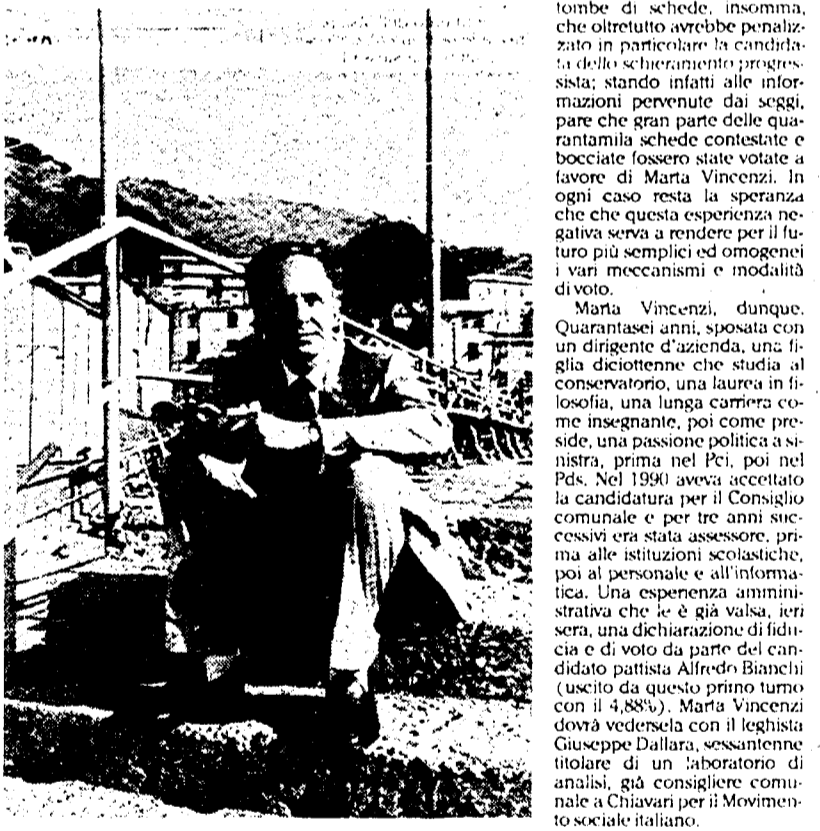 tombe di schede, insomma,
che oltretutto avrebbe penaliz-
zato in particolare la candida-
ta dello schieramento progres-
sista; stando infatti alle infor-
mazioni pervenute dai seggi,
pare che gran parte delle qua-
rantamila schede contestate e
bocciate fossero state votate a
favore di Marta Vincenzi. In
ogni caso resta la speranza
che che questa esperienza ne-
gativa serva a rendere per il fu-
turo più semplici ed omogenei
i vari meccanismi e modalità
di voto.
Marta Vincenzi, dunque.
Quarantasei anni, sposata con
un dirigente d'azienda, una fi-
glia diciottenne che studia al
conservatorio, una laurea in fi-
losofia, una lunga carriera co-
me insegnante, poi come pre-
side, una passione politica a si-
nistra, prima nel Pci, poi nel
Pds. Nel 1990 aveva accettato
la candidatura per il Consiglio
comunale e per tre anni suc-
cessivi era stata assessore, pri-
ma alle istituzioni scolastiche,
poi al personale e all'informa-
tica. Una esperienza ammini-
strativa che le è già valsa, ieri
sera, una dichiarazione di fidu-
cia e di voto da parte del can-
didato pattista Alfredo Bianchi
(uscito da questo primo turno
con il 4,88%). Marta Vincenzi
dovrà vedersela con il leghista
Giuseppe Dallara, sessantenne
titolare di un laboratorio di
analisi, già consigliere comu-
nale a Chiavari per il Movimen-
to sociale italiano.